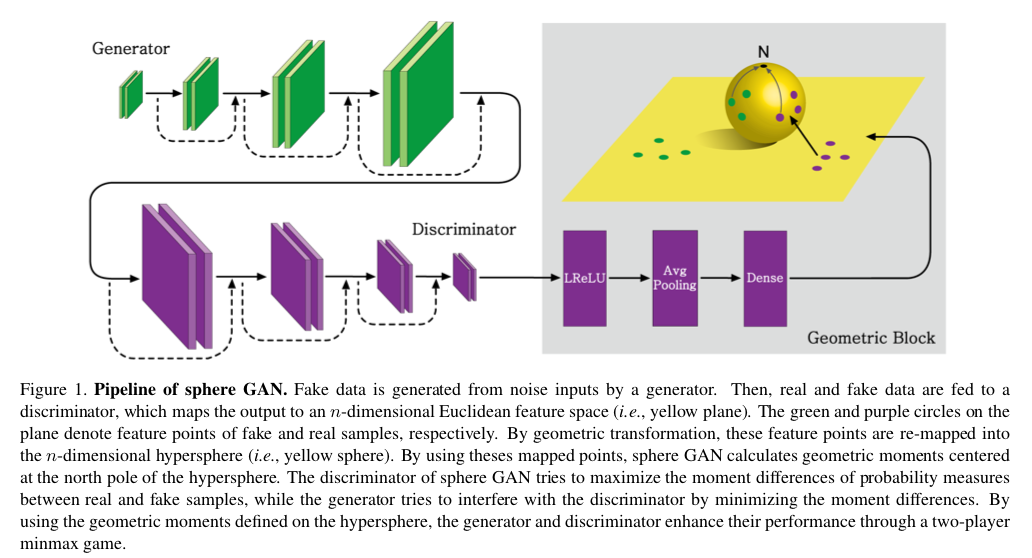 Generator
N
Discriminator
LReLU
Avg
Pooling
Dense
Geometric Block
Figure 1. Pipeline of sphere GAN. Fake data is generated from noise inputs by a generator. Then, real and fake data are fed to a
discriminator, which maps the output to an n-dimensional Euclidean feature space (i.e., yellow plane). The green and purple circles on the
plane denote feature points of fake and real samples, respectively. By geometric transformation, these feature points are re-mapped into
the n-dimensional hypersphere (i.e., yellow sphere). By using theses mapped points, sphere GAN calculates geometric moments centered
at the north pole of the hypersphere. The discriminator of sphere GAN tries to maximize the moment differences of probability measures
between real and fake samples, while the generator tries to interfere with the discriminator by minimizing the moment differences. By
using the geometric moments defined on the hypersphere, the generator and discriminator enhance their performance through a two-player
minmax game.